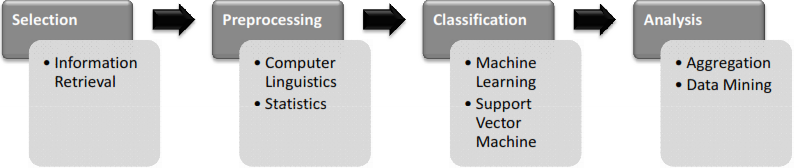 Selection
• Information
Retrieval
Preprocessing
• Computer
Linguistics
• Statistics
Classification
• Machine
Learning
• Support
Vector
Machine
Analysis
• Aggregation
• Data Mining